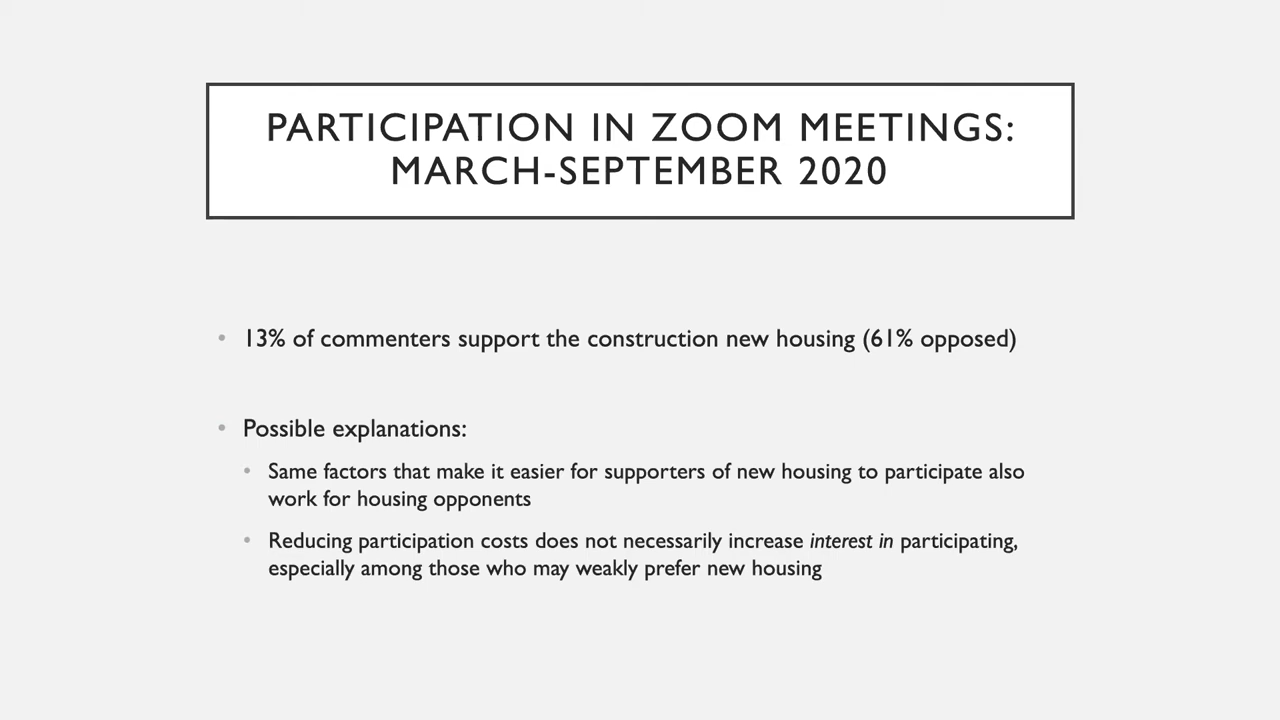 PARTICIPATION IN ZOOM MEETINGS:
MARCH-SEPTEMBER 2020
• 13% of commenters support the construction new housing (61% opposed)
• Possible explanations:
• Same factors that make it easier for supporters of new housing to participate also
work for housing opponents
• Reducing participation costs does not necessarily increase interest in participating,
especially among those who may weakly prefer new housing